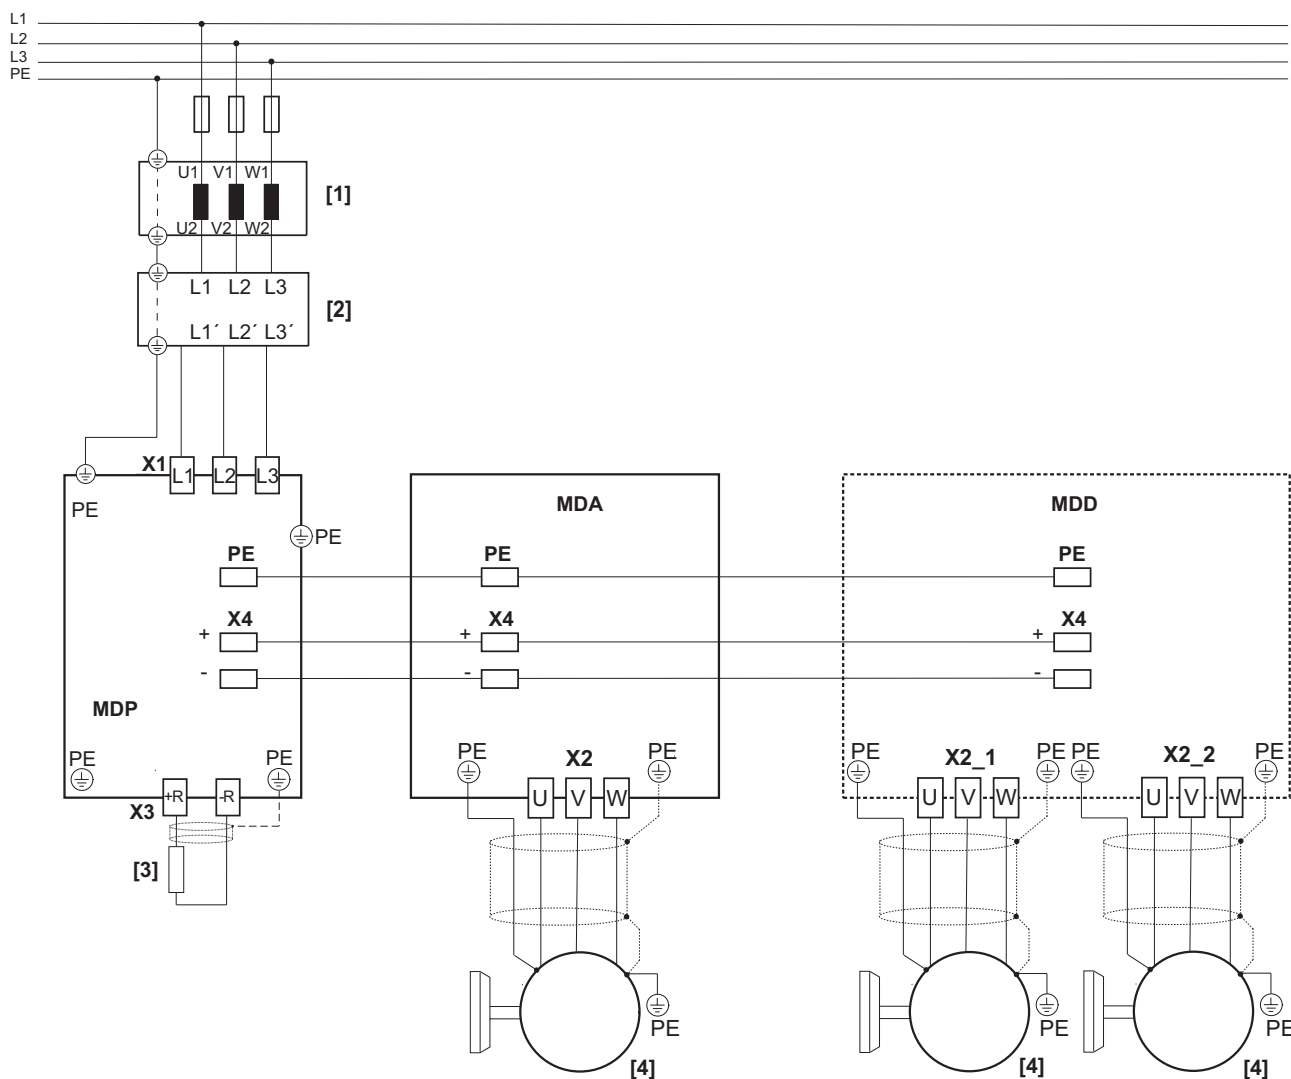 L1
L2
L3
PE
U1 V1 W1
[1]
U2 V2 W2
L1 L2 L3
[2]
L1´ L2´ L3´
X1 L1 L2 L3
PE
MDA
MDD
PE
PE PE PE
X4 X4 X4
+ + +
- - -
MDP
PE PE
PE X2 PE
PE X2_1 PE PE X2_2 PE
X3 +R -R
U V W
U V W
U V W
[3]
PE PE PE
[4] [4] [4]